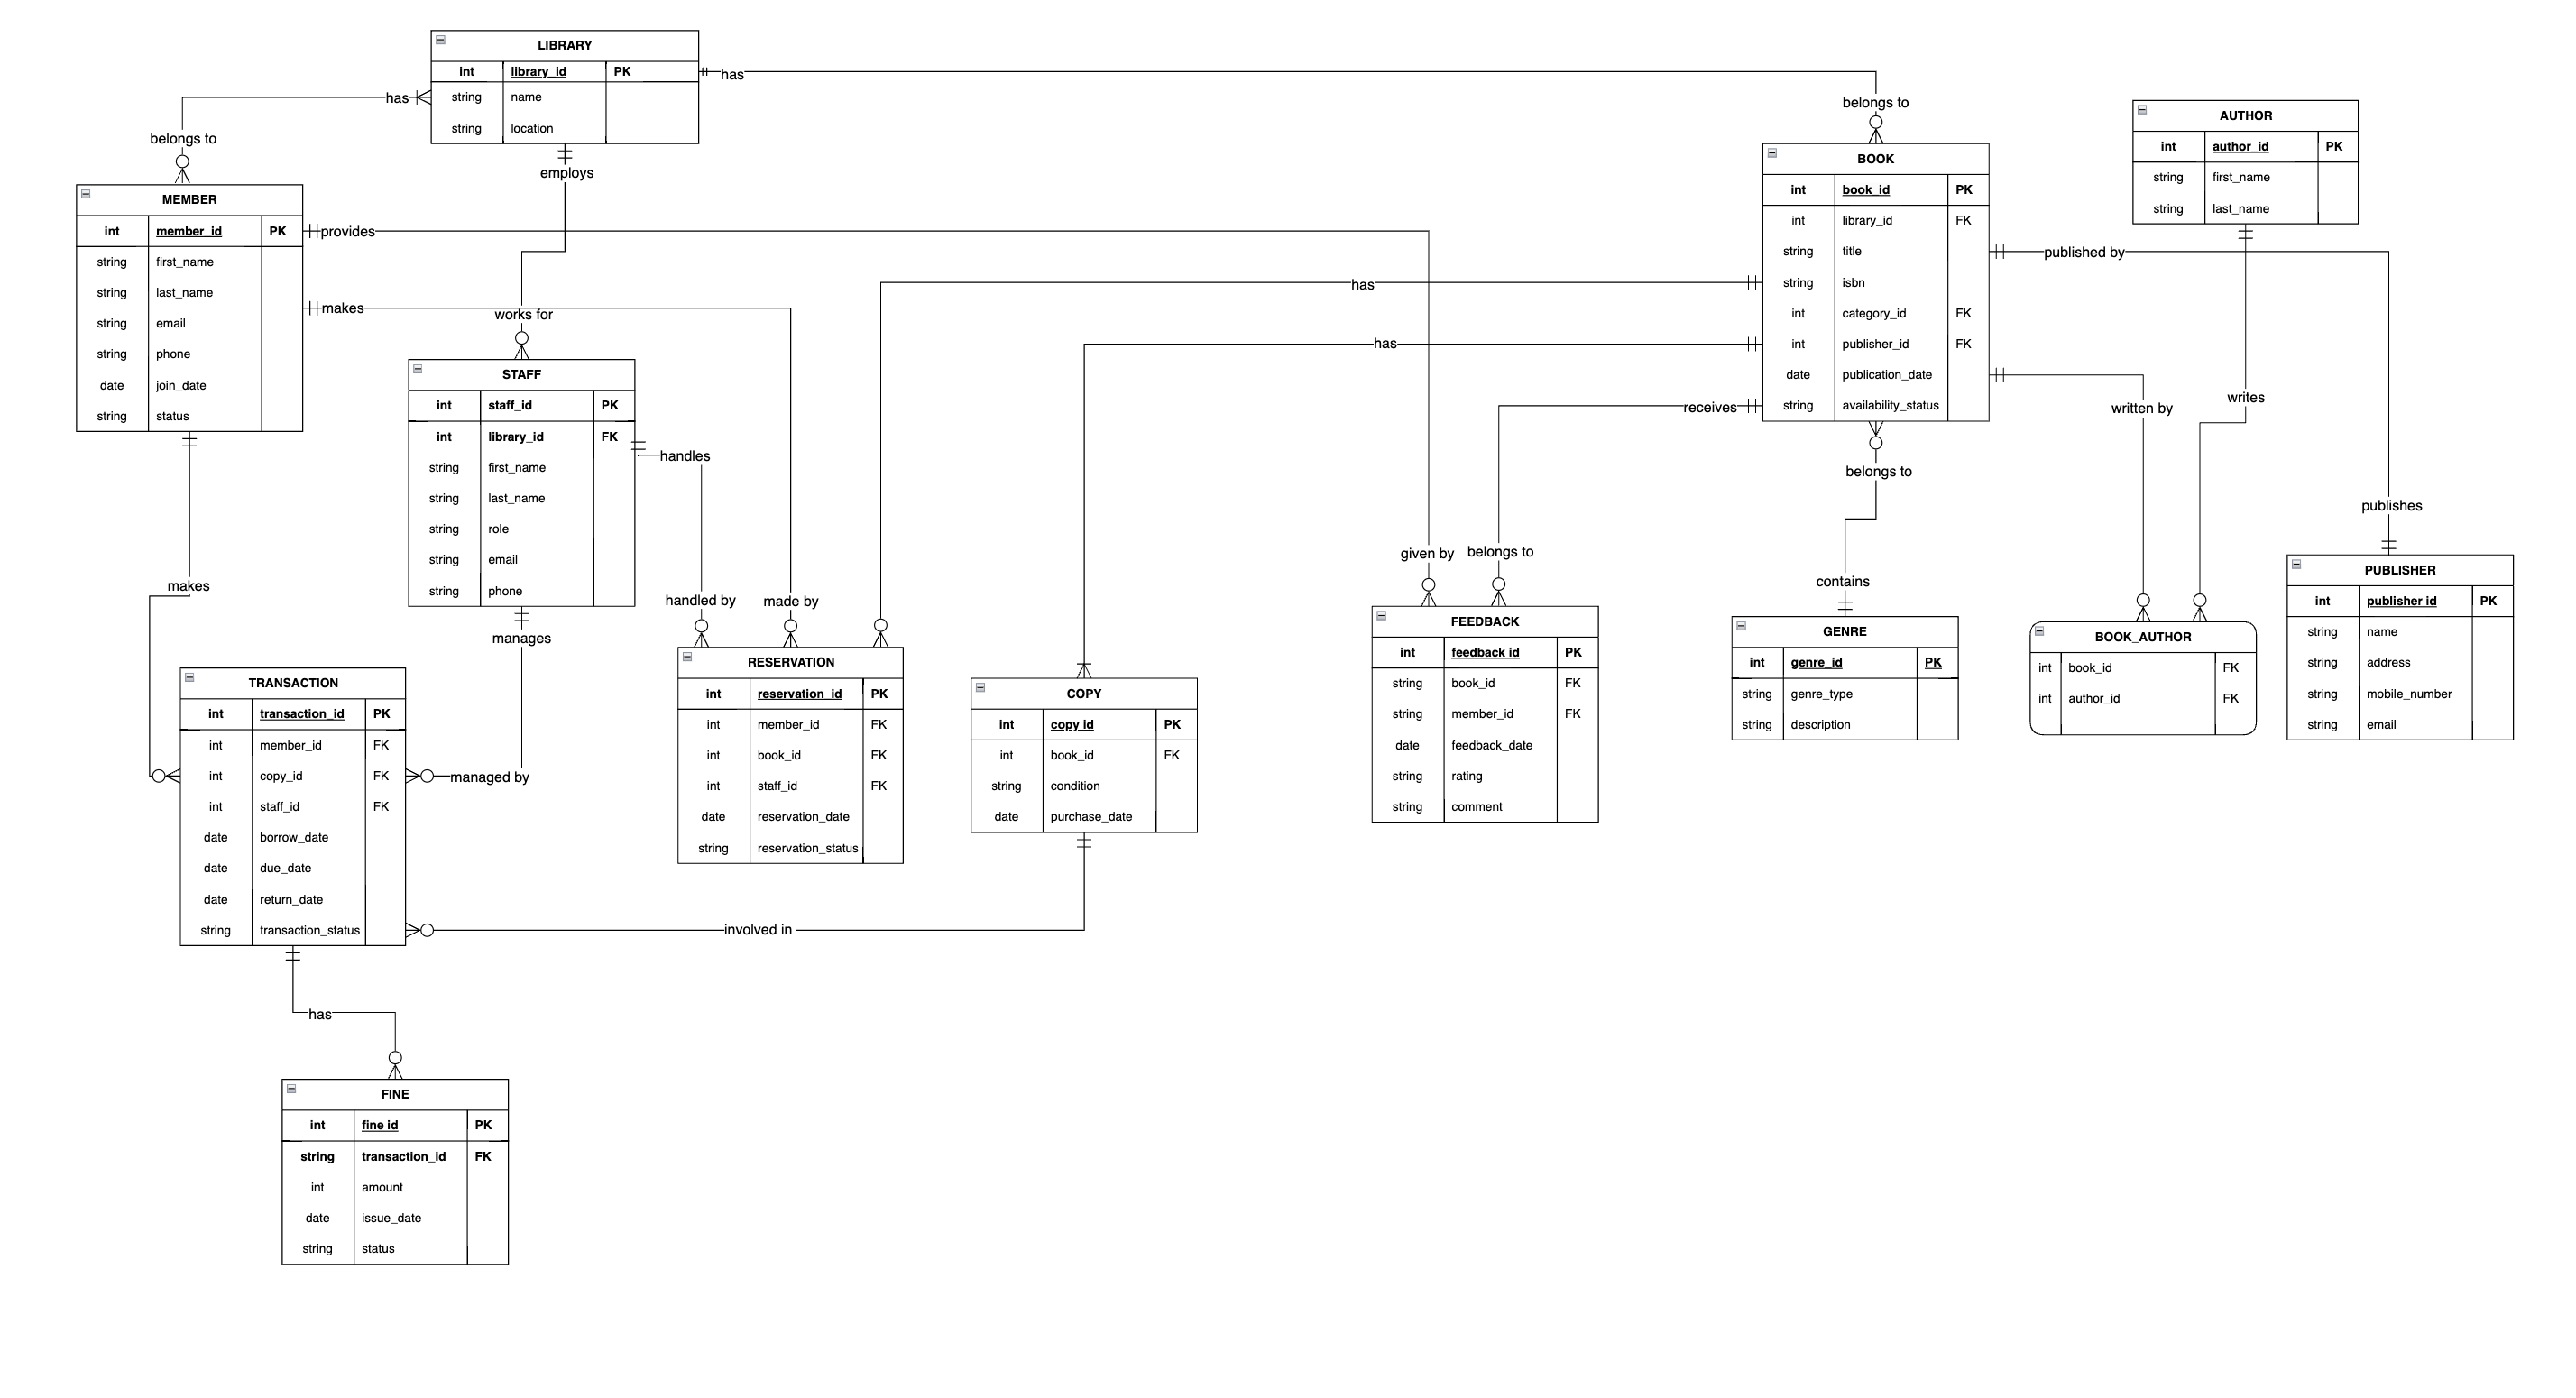 LIBRARY
int library_id PK
string name
string location
has
belongs to
has
belongs to
employs
works for
MEMBER
int member_id PK
string first_name
string last_name
string email
string phone
date join_date
string status
provides
given by
makes
made by
makes
STAFF
int staff_id PK
int library_id FK
string first_name
string last_name
string role
string email
string phone
handles
handled by
manages
managed by
BOOK
int book_id PK
int library_id FK
string title
string isbn
int category_id FK
int publisher_id FK
date publication_date
string availability_status
has
has
receives
belongs to
belongs to
contains
published by
publishes
written by
writes
AUTHOR
int author_id PK
string first_name
string last_name
TRANSACTION
int transaction_id PK
int member_id FK
int copy_id FK
int staff_id FK
date borrow_date
date due_date
date return_date
string transaction_status
RESERVATION
int reservation_id PK
int member_id FK
int book_id FK
int staff_id FK
date reservation_date
string reservation_status
COPY
int copy id PK
int book_id FK
string condition
date purchase_date
involved in
FEEDBACK
int feedback id PK
string book_id FK
string member_id FK
date feedback_date
string rating
string comment
GENRE
int genre_id PK
string genre_type
string description
BOOK_AUTHOR
int book_id FK
int author_id FK
PUBLISHER
int publisher id PK
string name
string address
string mobile_number
string email
has
FINE
int fine id PK
string transaction_id FK
int amount
date issue_date
string status